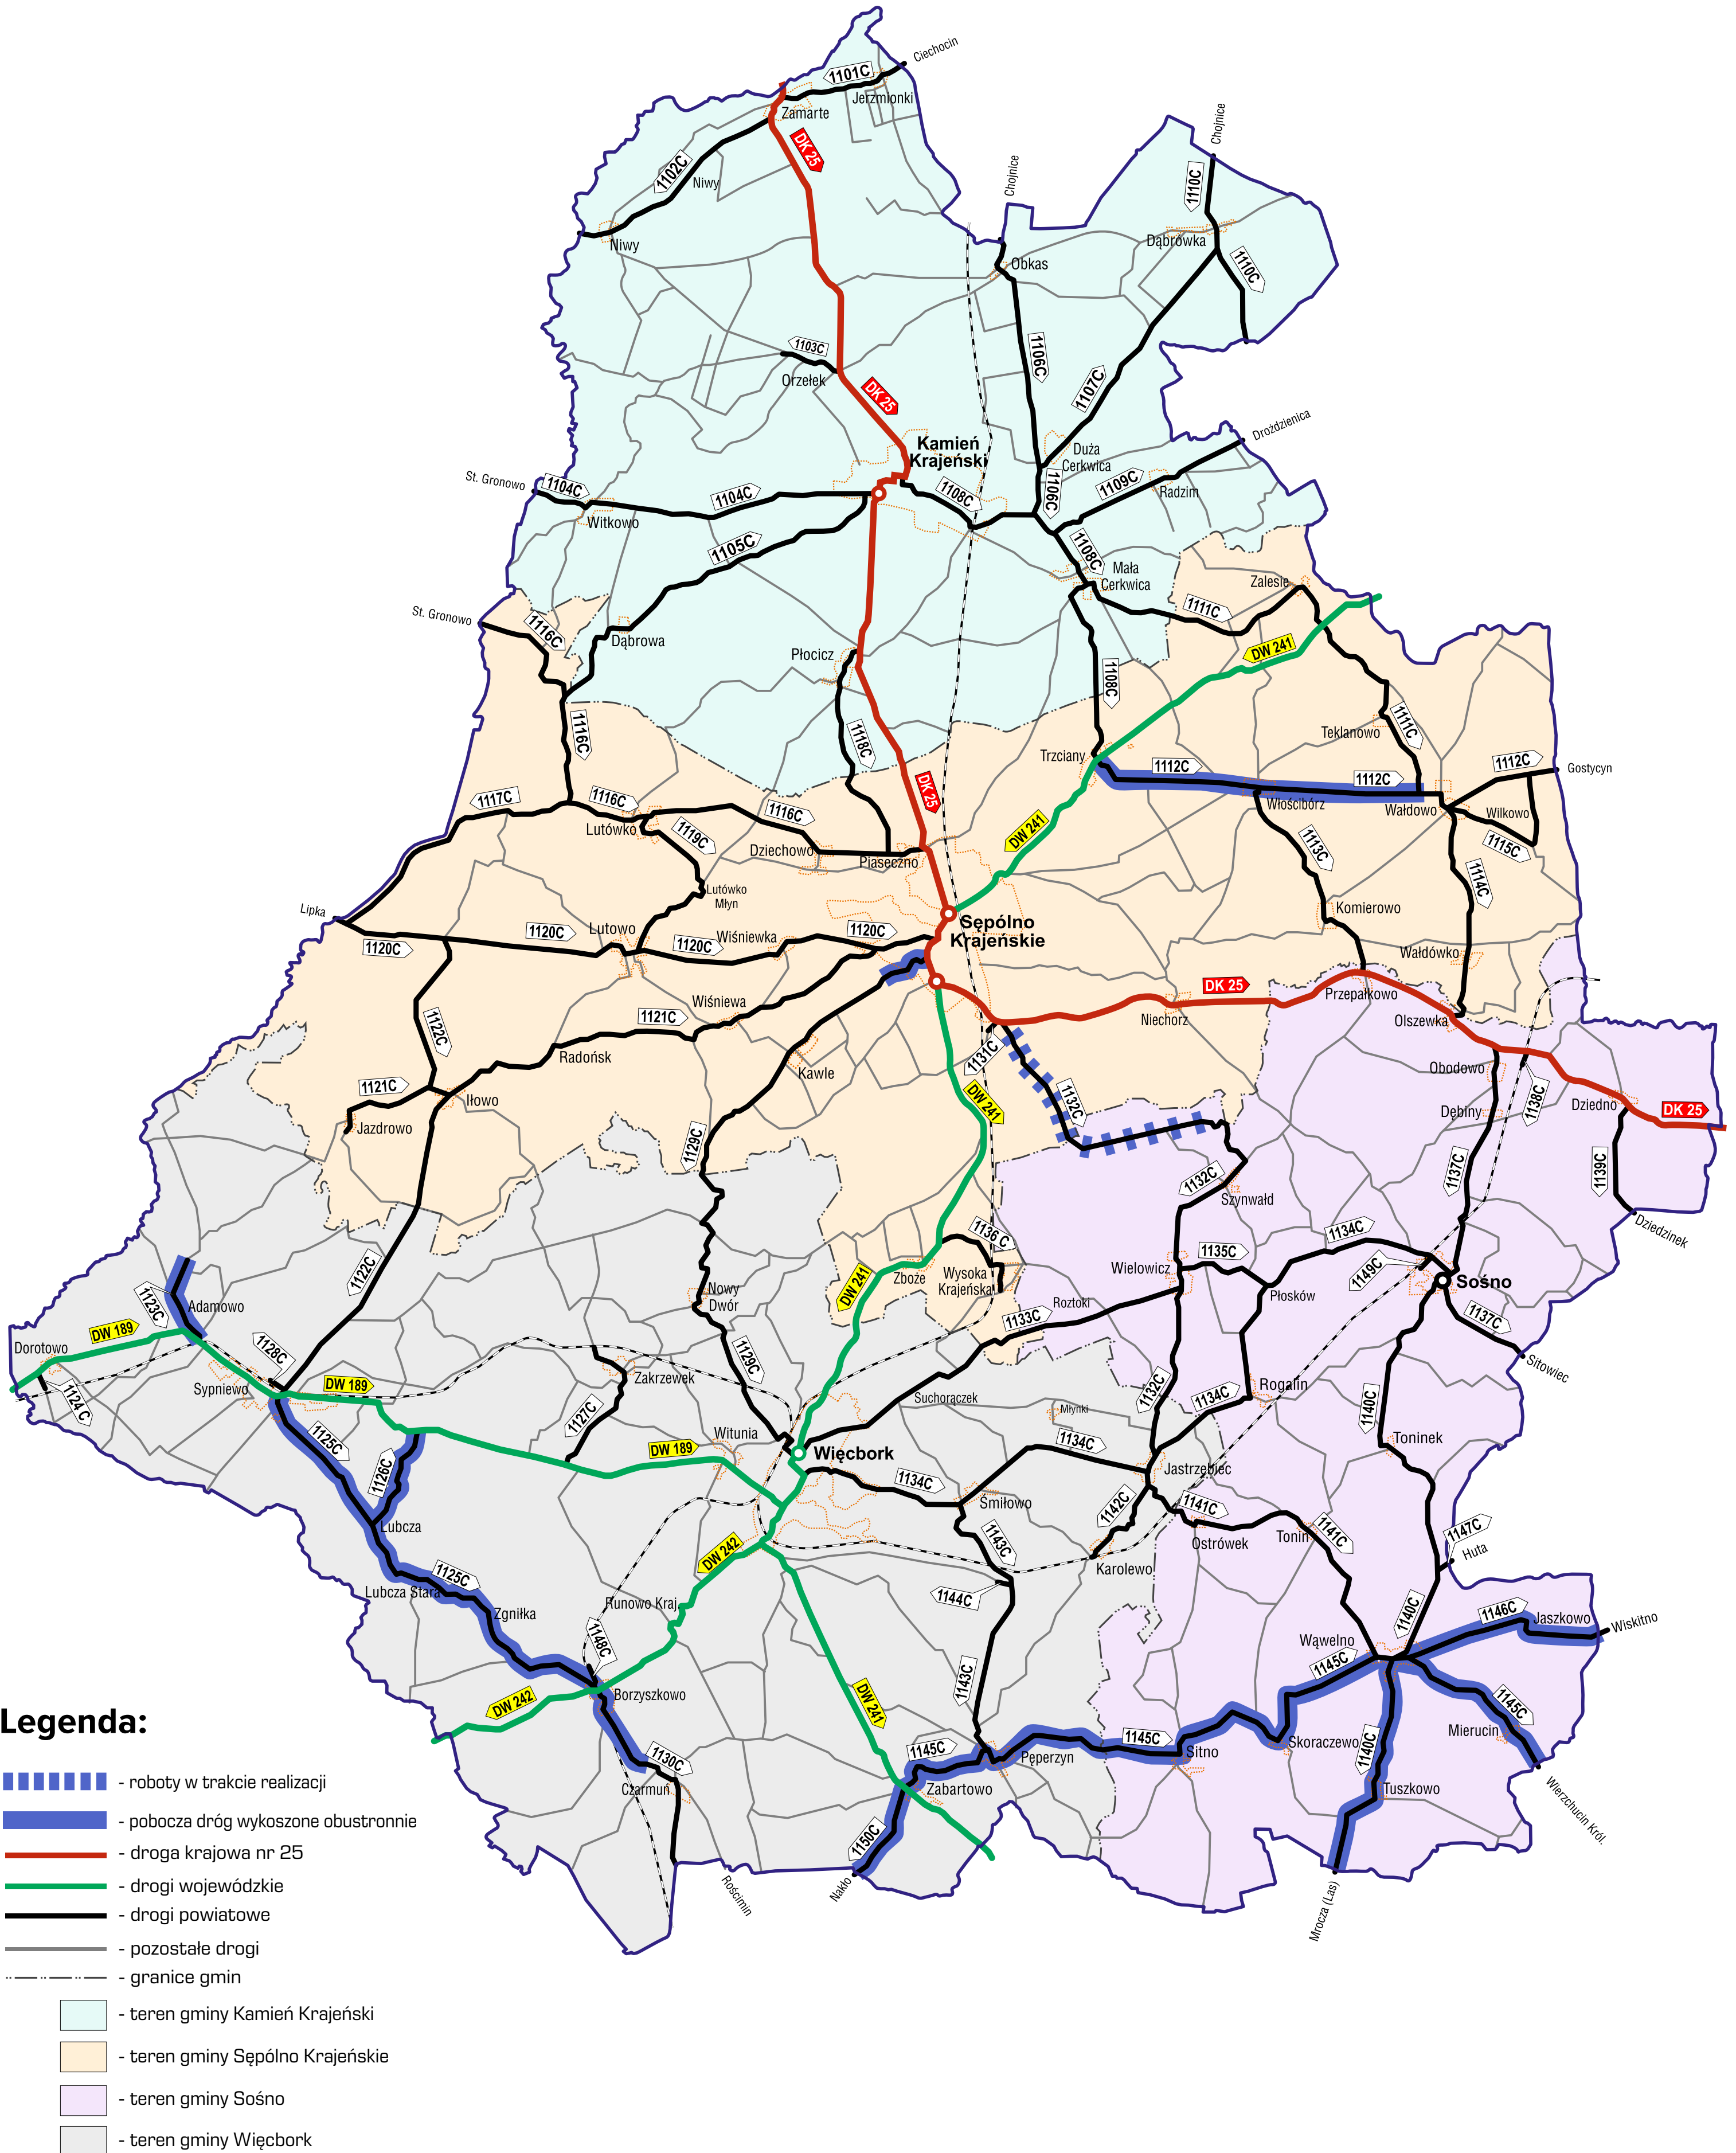 Ciechocin
1101C
Jerzmionki
Zamarte
DK 25
1102C
Niwy
Niwy
Chojnice
Chojnice
1110C
Dąbrówka
1110C
Obkas
1103C
Orzełek
DK 25
1106C
1107C
Kamień
Krajeński
Duża
Cerkwica
Drożdzienica
St. Gronowo
1104C
1104C
1108C
1106C
1109C
Radzim
Witkowo
1105C
1108C
Mała
Cerkwica
Zalesie
St. Gronowo
1116C
Dąbrowa
1111C
Płocicz
DW 241
1108C
1116C
1118C
Teklanowo
1111C
Trzciany
1112C
1112C
1112C
Gostycyn
DK 25
1117C
1116C
1116C
Lutówko
1119C
Włościbórz
Wałdowo
Wilkowo
DW 241
Dziechowo
Piaseczno
1113C
1115C
Lutówko
Młyn
1114C
Lipka
Komierowo
Sepólno
Krajeńskie
1120C
1120C
Lutowo
1120C
Wiśniewka
1120C
Wałdówko
DK 25
Przepałkowo
Wiśniewa
1121C
1122C
Niechorz
Olszewka
Radońsk
1131C
Kawle
Obodowo
1121C
Iłowo
DW 241
1132C
Dębiny
1138C
Dziedno
DK 25
Jazdrowo
1129C
1137C
1139C
1132C
Szynwałd
1136 C
1134C
Dziedzinek
1122C
Zboże
Wysoka
Krajeńska
Wielowicz
1135C
1149C
Sośno
1123C
Adamowo
DW 241
Nowy
Dwór
Roztoki
Płosków
DW 189
1133C
1137C
Dorotowo
1128C
1129C
Sitowiec
1124 C
Sypniewo
DW 189
Zakrzewek
Suchorączek
1132C
1134C
Rogalin
1127C
Młynki
1140C
1125C
Witunia
DW 189
Więcbork
1134C
Toninek
1126C
1134C
Jastrzębiec
Śmiłowo
1142C
1141C
Lubcza
1143C
Ostrówek
Tonin
1141C
1147C
Huta
DW 242
Karolewo
1125C
Lubcza Stara
Zgniłka
Runowo Kraj.
1144C
1140C
1146C
Jaszkowo
Wiskitno
1148C
Wąwelno
1145C
1143C
Borzyszkowo
DW 242
DW 241
1145C
Mierucin
1130C
1145C
Pęperzyn
1145C
Sitno
Skoraczewo
1140C
Czarmuń
Zabartowo
Tuszkowo
Wierzchucin Król.
1150C
Nakło
Rościmin
Mrocza (Las)
Legenda:
- roboty w trakcie realizacji
- pobocza dróg wykoszone obustronnie
- droga krajowa nr 25
- drogi wojewódzkie
- drogi powiatowe
- pozostałe drogi
- granice gmin
- teren gminy Kamień Krajeński
- teren gminy Sępólno Krajeńskie
- teren gminy Sośno
- teren gminy Więcbork